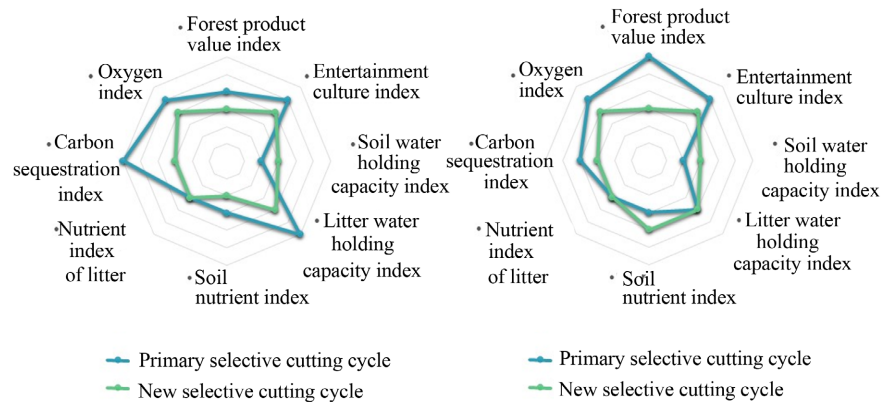 Forest product
value index
Entertainment
culture index
Soil water
holding
capacity index
Litter water
holding
capacity index
Soil
nutrient index
Nutrient
index
of litter
Carbon
sequestration
index
Oxygen
index
Primary selective cutting cycle
New selective cutting cycle
Forest product
value index
Entertainment
culture index
Soil water
holding
capacity index
Litter water
holding
capacity index
Soil
nutrient index
Nutrient
index
of litter
Carbon
sequestration
index
Oxygen
index
Primary selective cutting cycle
New selective cutting cycle